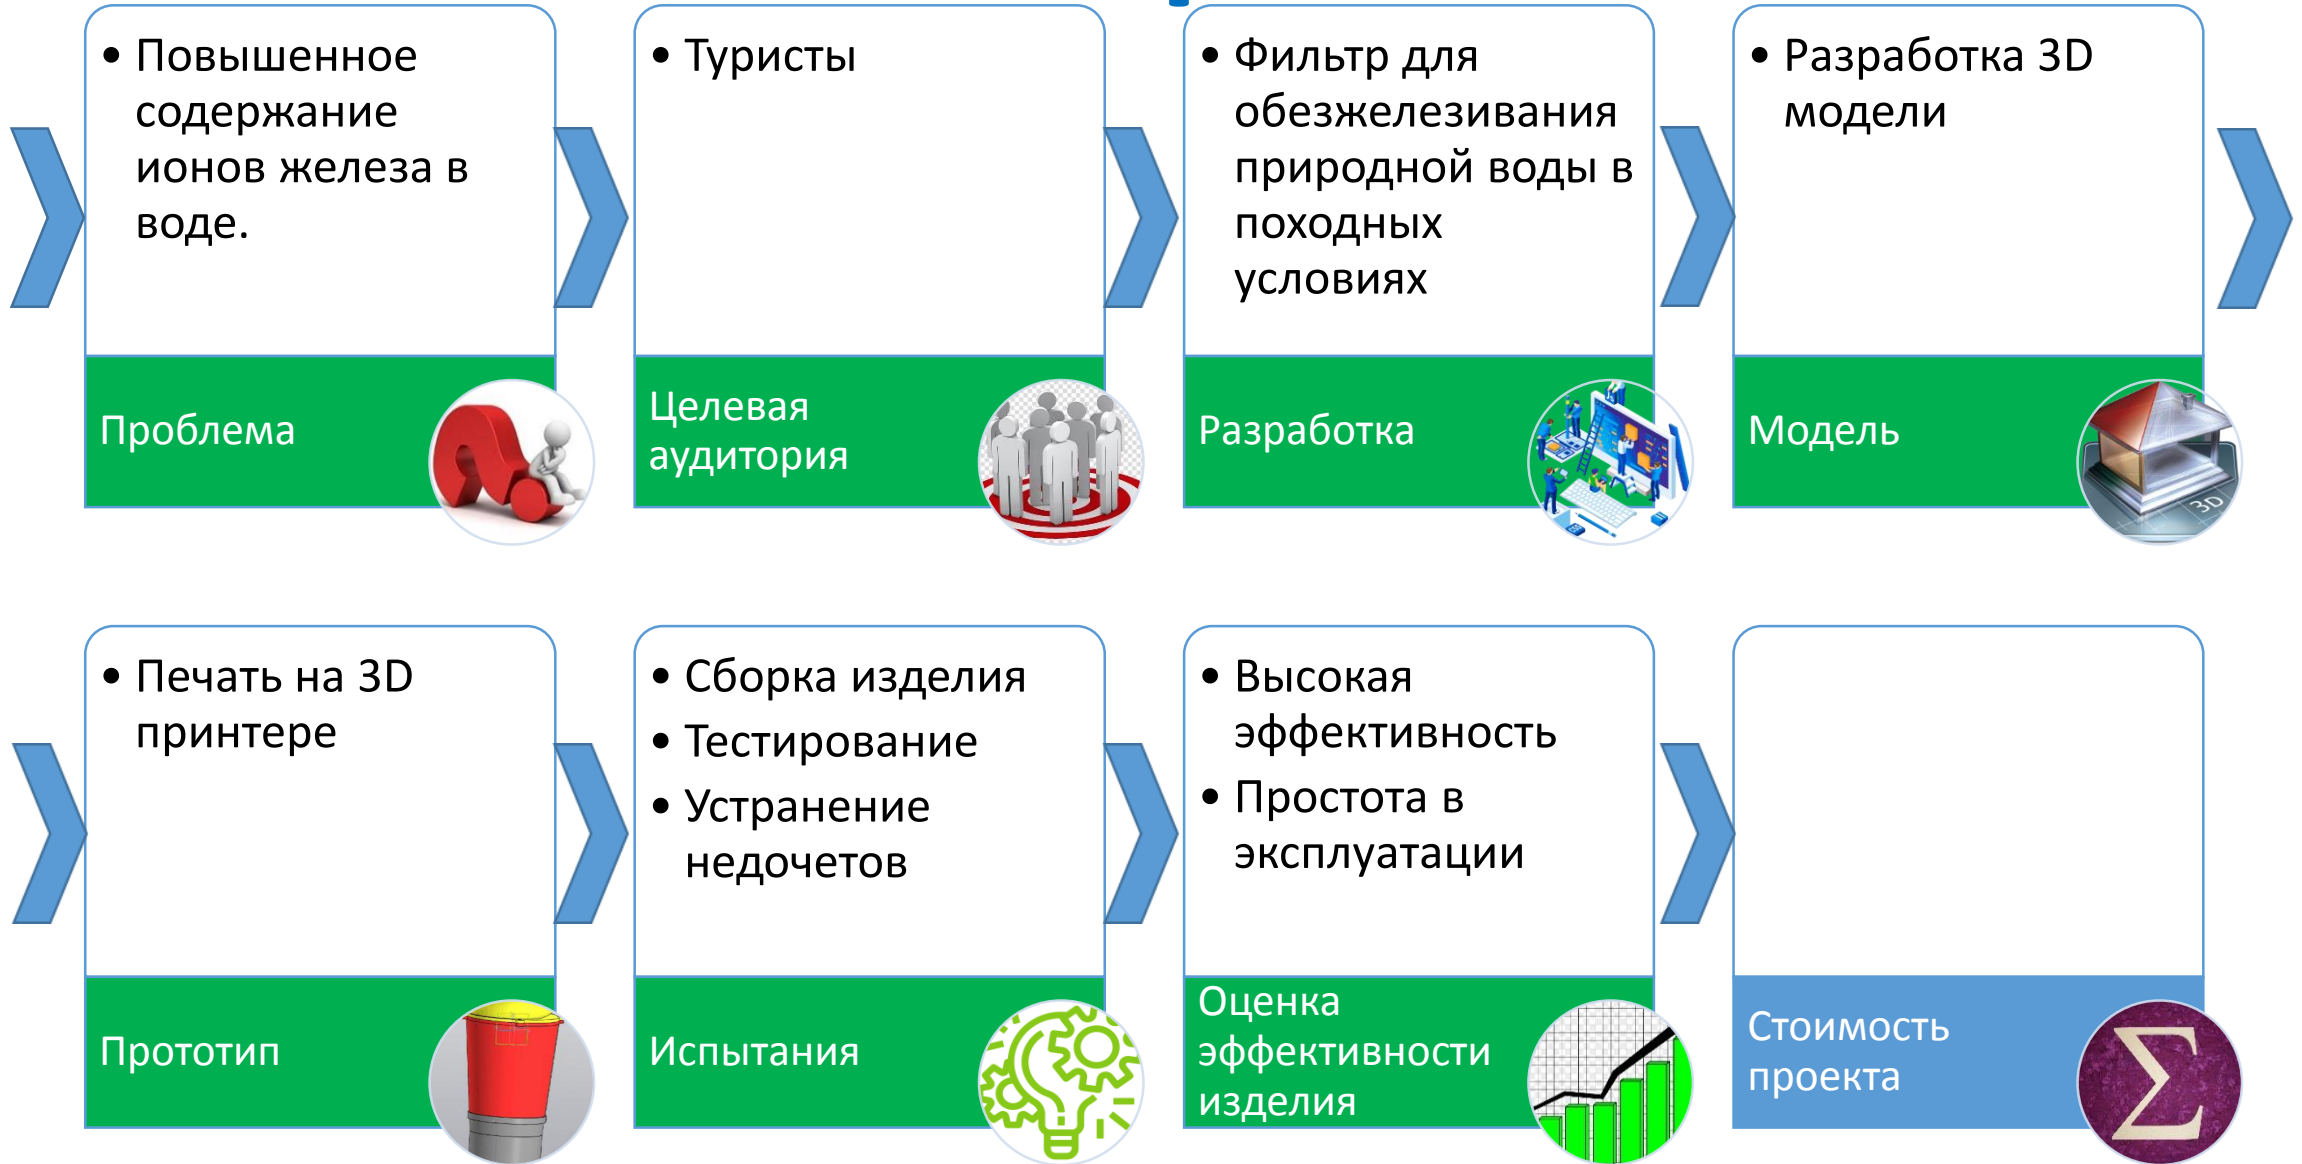 • Повышенное
содержание
ионов железа в
воде.
Проблема
• Туристы
Целевая
аудитория
• Фильтр для
обезжелезивания
природной воды в
походных
условиях
Разработка
• Разработка 3D
модели
Модель
3D
• Печать на 3D
принтере
Прототип
• Сборка изделия
• Тестирование
• Устранение
недочетов
Испытания
• Высокая
эффективность
• Простота в
эксплуатации
Оценка
эффективности
изделия
Стоимость
проекта
Σ